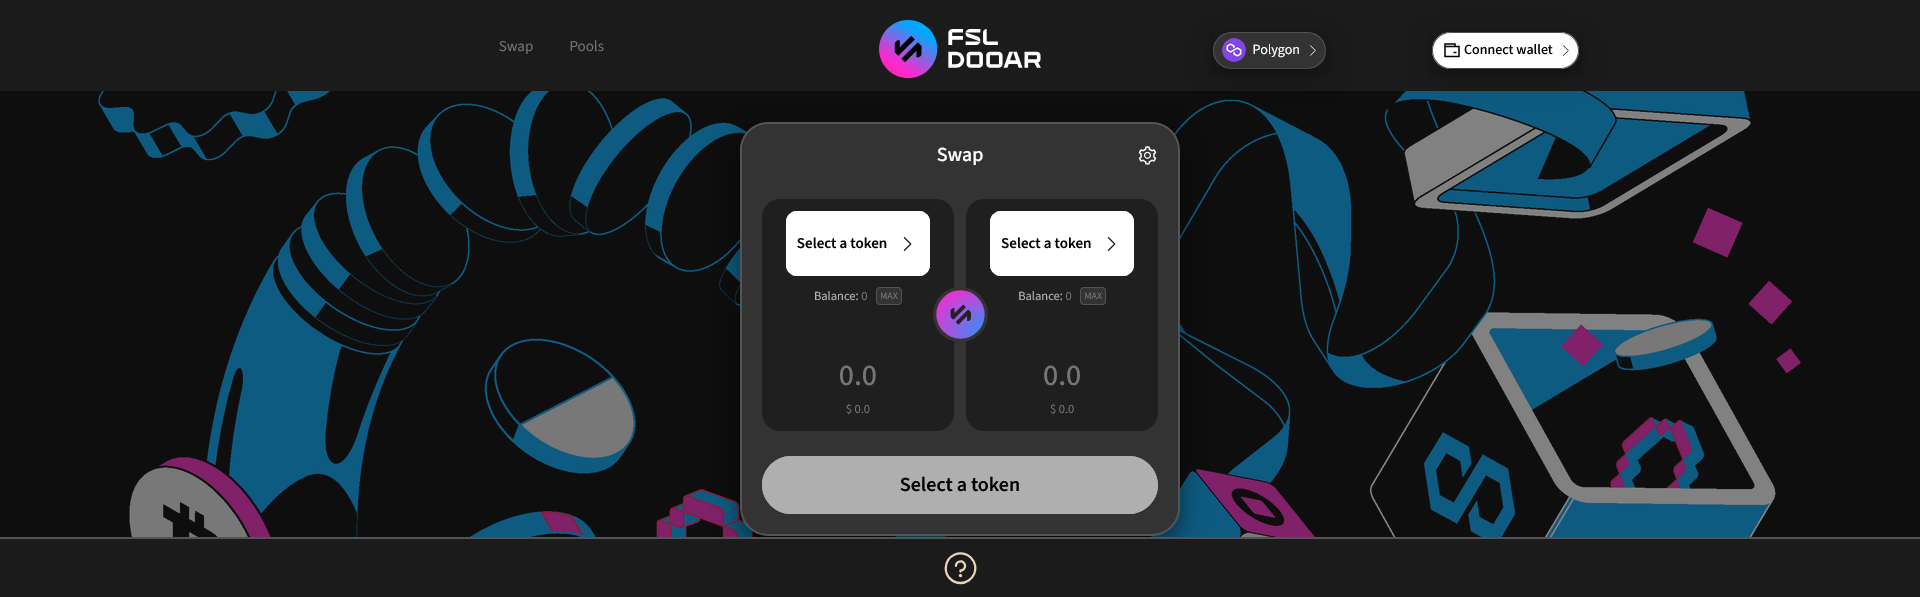 Swap
Pools
FSL
DOOAR
Polygon
Connect wallet
Swap
Select a token
Select a token
Balance: 0 MAX
Balance: 0 MAX
0.0
0.0
$ 0.0
$ 0.0
Select a token
?